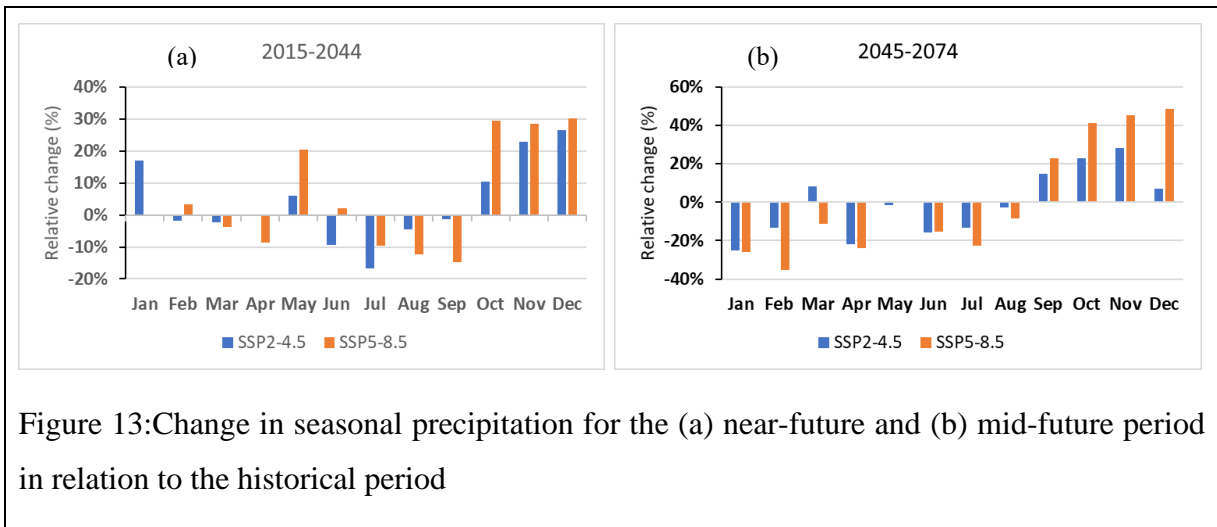 (a)
2015-2044
40%
30%
20%
10%
0%
-10%
-20%
Relative change (%)
Jan Feb Mar Apr May Jun Jul Aug Sep Oct Nov Dec
SSP2-4.5 SSP5-8.5
(b)
2045-2074
60%
40%
20%
0%
-20%
-40%
Relative change (%)
Jan Feb Mar Apr May Jun Jul Aug Sep Oct Nov Dec
SSP2-4.5 SSP5-8.5
Figure 13:Change in seasonal precipitation for the (a) near-future and (b) mid-future period
in relation to the historical period